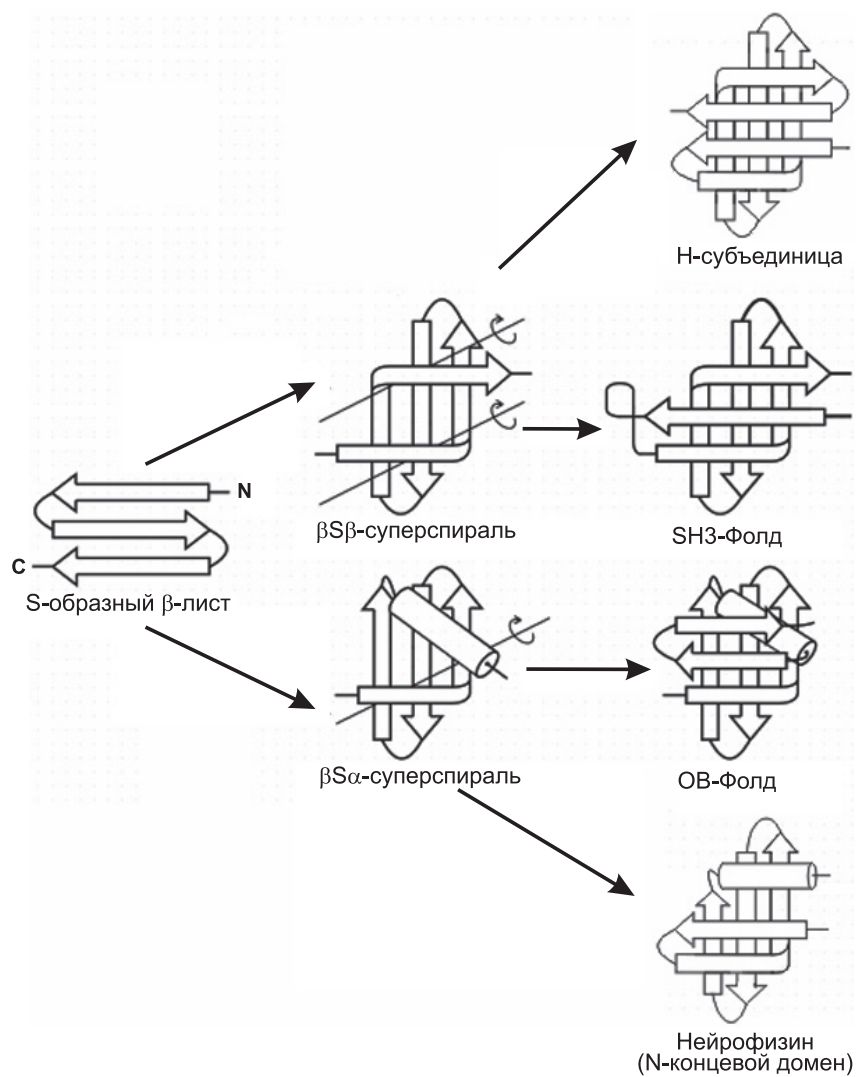 Н-субъединица
βSβ-суперспираль
SH3-Фолд
N
C
S-образный β-лист
βSα-суперспираль
OB-Фолд
Нейрофизин
(N-концевой домен)